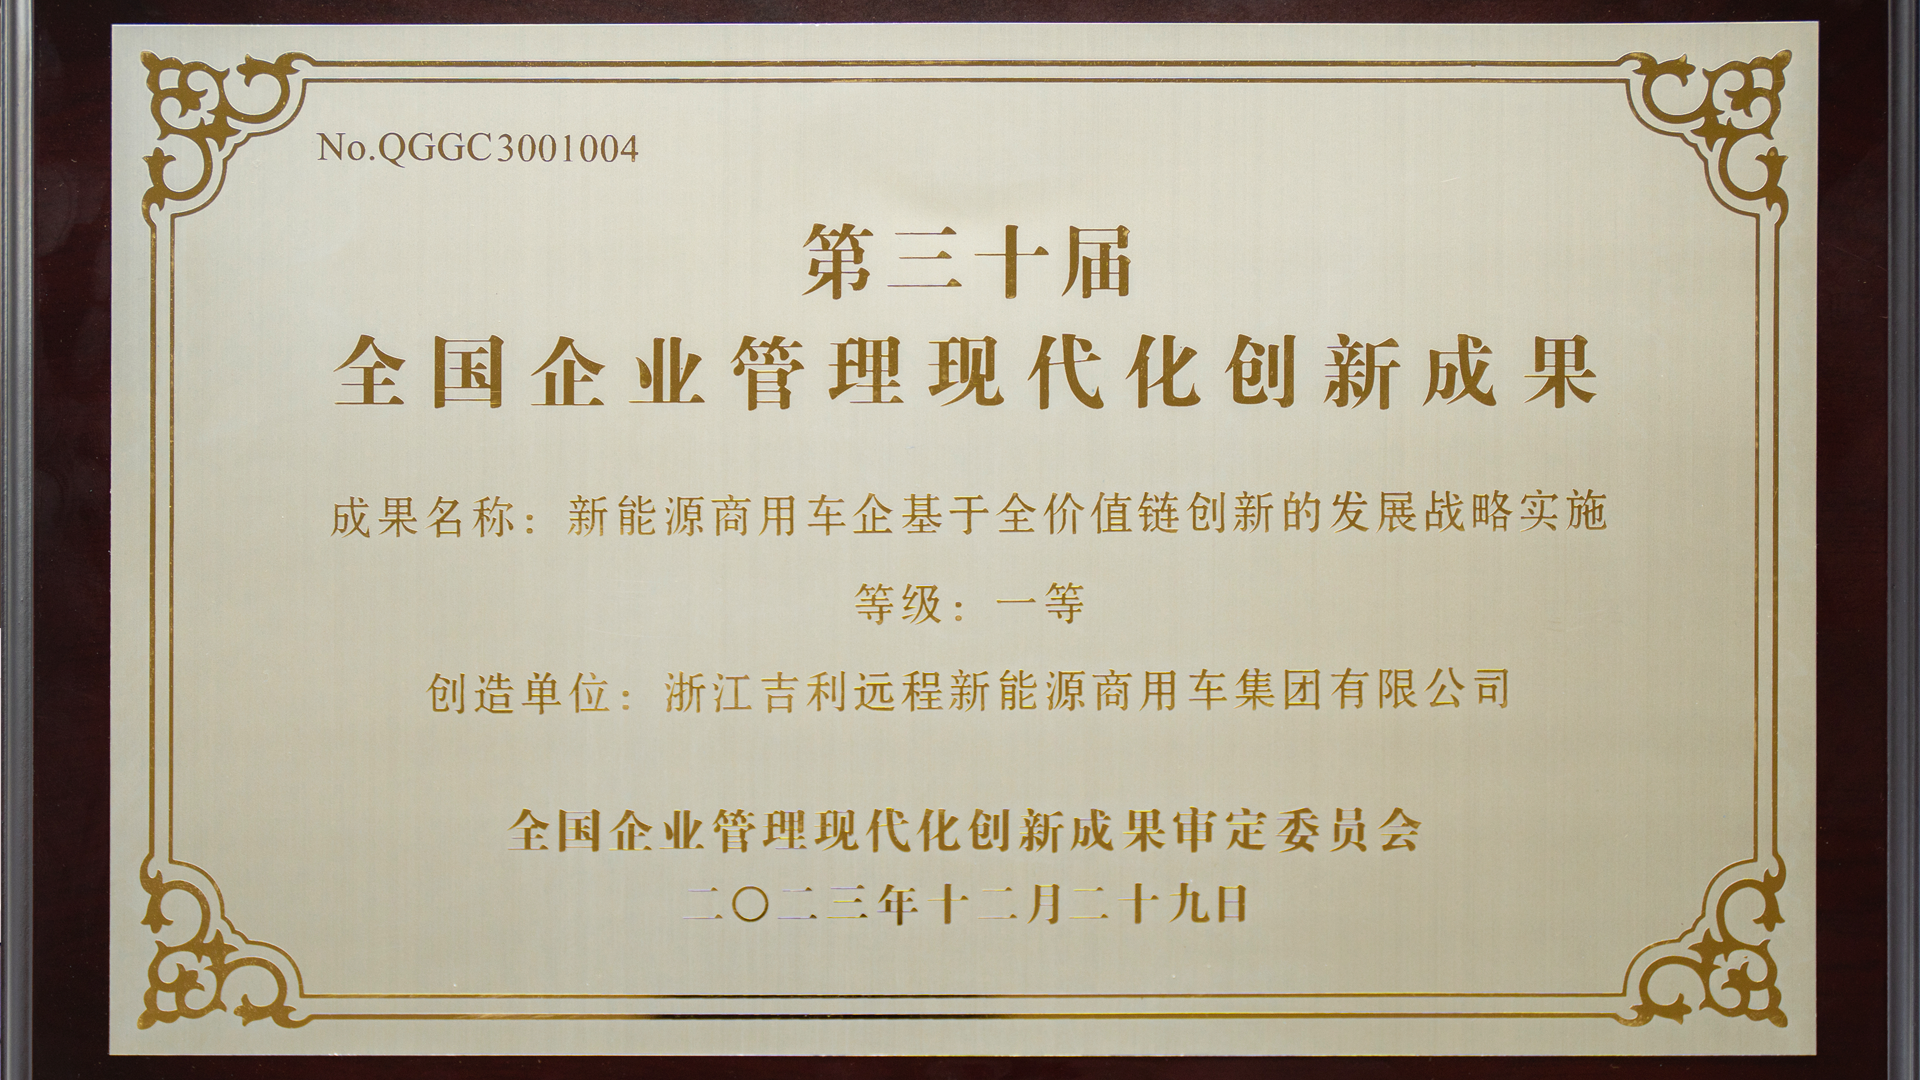 No.QGGC3001004
第三十届
全国企业管理现代化创新成果
成果名称：新能源商用车企基于全价值链创新的发展战略实施
等级：一等
创造单位：浙江吉利远程新能源商用车集团有限公司
全国企业管理现代化创新成果审定委员会
二〇二三年十二月二十九日